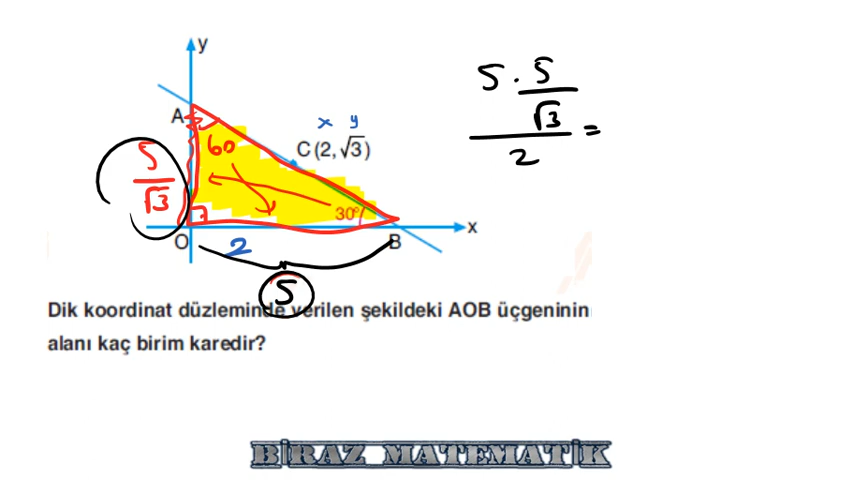 y
A
x y
60
C (2, √3)
5/√3
30°
x
O
2
B
5
5 · 5/√3 / 2 =
Dik koordinat düzleminde verilen şekildeki AOB üçgeninin
alanı kaç birim karedir?
BİRAZ MATEMATİK